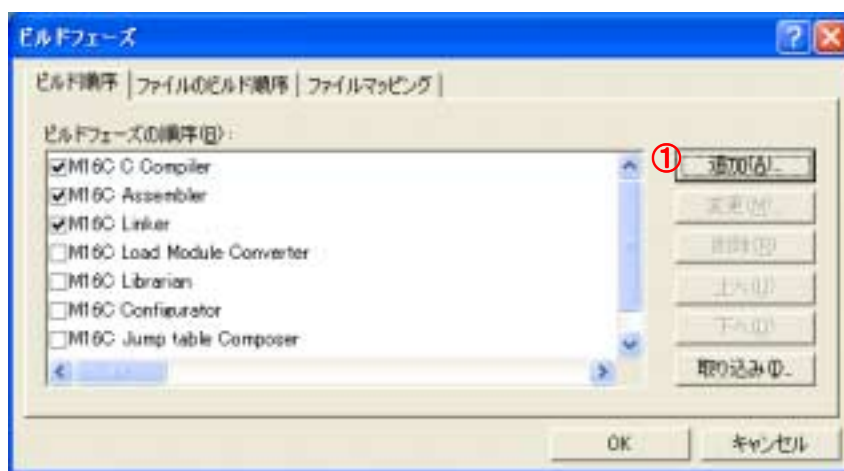 ビルドフェーズ
ビルド順序 ファイルのビルド順序 ファイルマッピング
ビルドフェーズの順序(B):
M16C C Compiler
① 追加(A)...
M16C Assembler
変更(M)
M16C Linker
M16C Load Module Converter
削除(R)
M16C Librarian
上へ(U)
M16C Configurator
下へ(D)
M16C Jump table Composer
取り込み(I)...
OK キャンセル